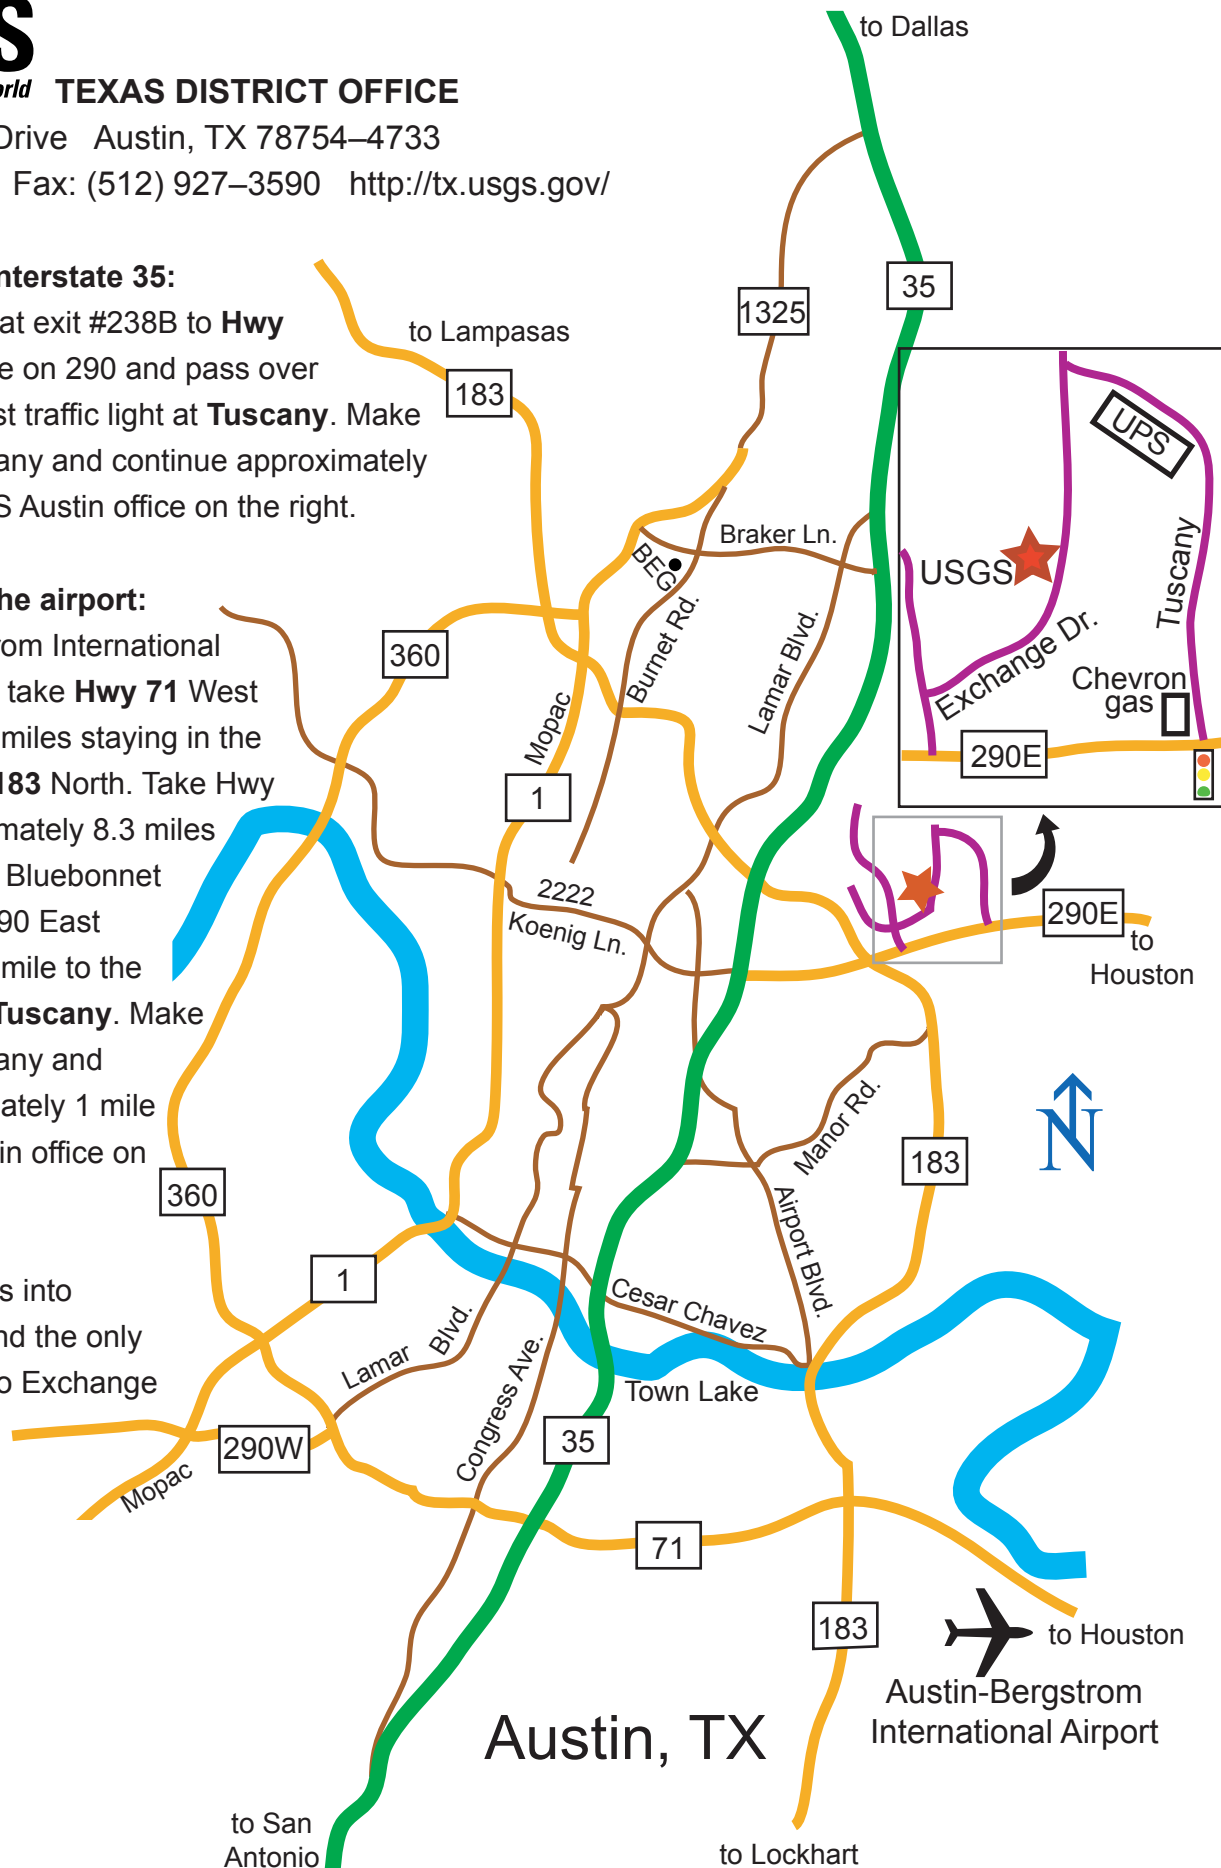 S
orld TEXAS DISTRICT OFFICE
Drive Austin, TX 78754–4733
Fax: (512) 927–3590 http://tx.usgs.gov/
nterstate 35:
at exit #238B to Hwy
e on 290 and pass over
st traffic light at Tuscany. Make
any and continue approximately
S Austin office on the right.
he airport:
rom International
take Hwy 71 West
miles staying in the
183 North. Take Hwy
mately 8.3 miles
Bluebonnet
90 East
mile to the
Tuscany. Make
any and
ately 1 mile
in office on
s into
nd the only
o Exchange
to Dallas
35
1325
to Lampasas
183
Braker Ln.
BEG
Burnet Rd.
Lamar Blvd.
360
Mopac
1
2222
Koenig Ln.
UPS
USGS
Tuscany
Exchange Dr.
Chevron
gas
290E
290E
to
Houston
Manor Rd.
N
183
Airport Blvd.
360
1
Cesar Chavez
Lamar Blvd.
Congress Ave.
Town Lake
35
290W
Mopac
71
183
to Houston
Austin-Bergstrom
International Airport
Austin, TX
to San
Antonio
to Lockhart